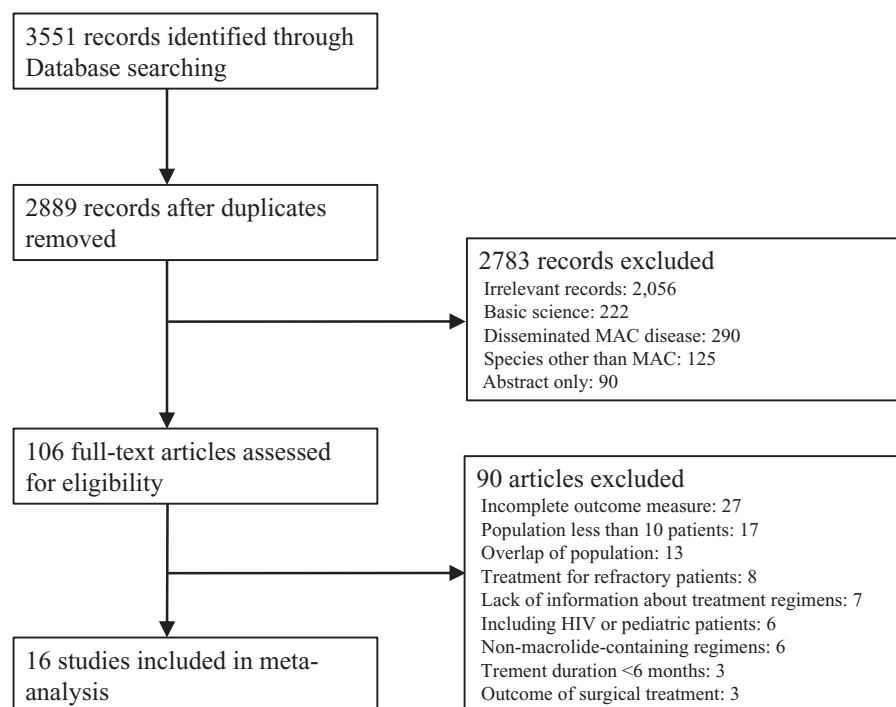 3551 records identified through
Database searching
2889 records after duplicates
removed
2783 records excluded
Irrelevant records: 2,056
Basic science: 222
Disseminated MAC disease: 290
Species other than MAC: 125
Abstract only: 90
106 full-text articles assessed
for eligibility
90 articles excluded
Incomplete outcome measure: 27
Population less than 10 patients: 17
Overlap of population: 13
Treatment for refractory patients: 8
Lack of information about treatment regimens: 7
Including HIV or pediatric patients: 6
Non-macrolide-containing regimens: 6
Trement duration <6 months: 3
Outcome of surgical treatment: 3
16 studies included in meta-
analysis